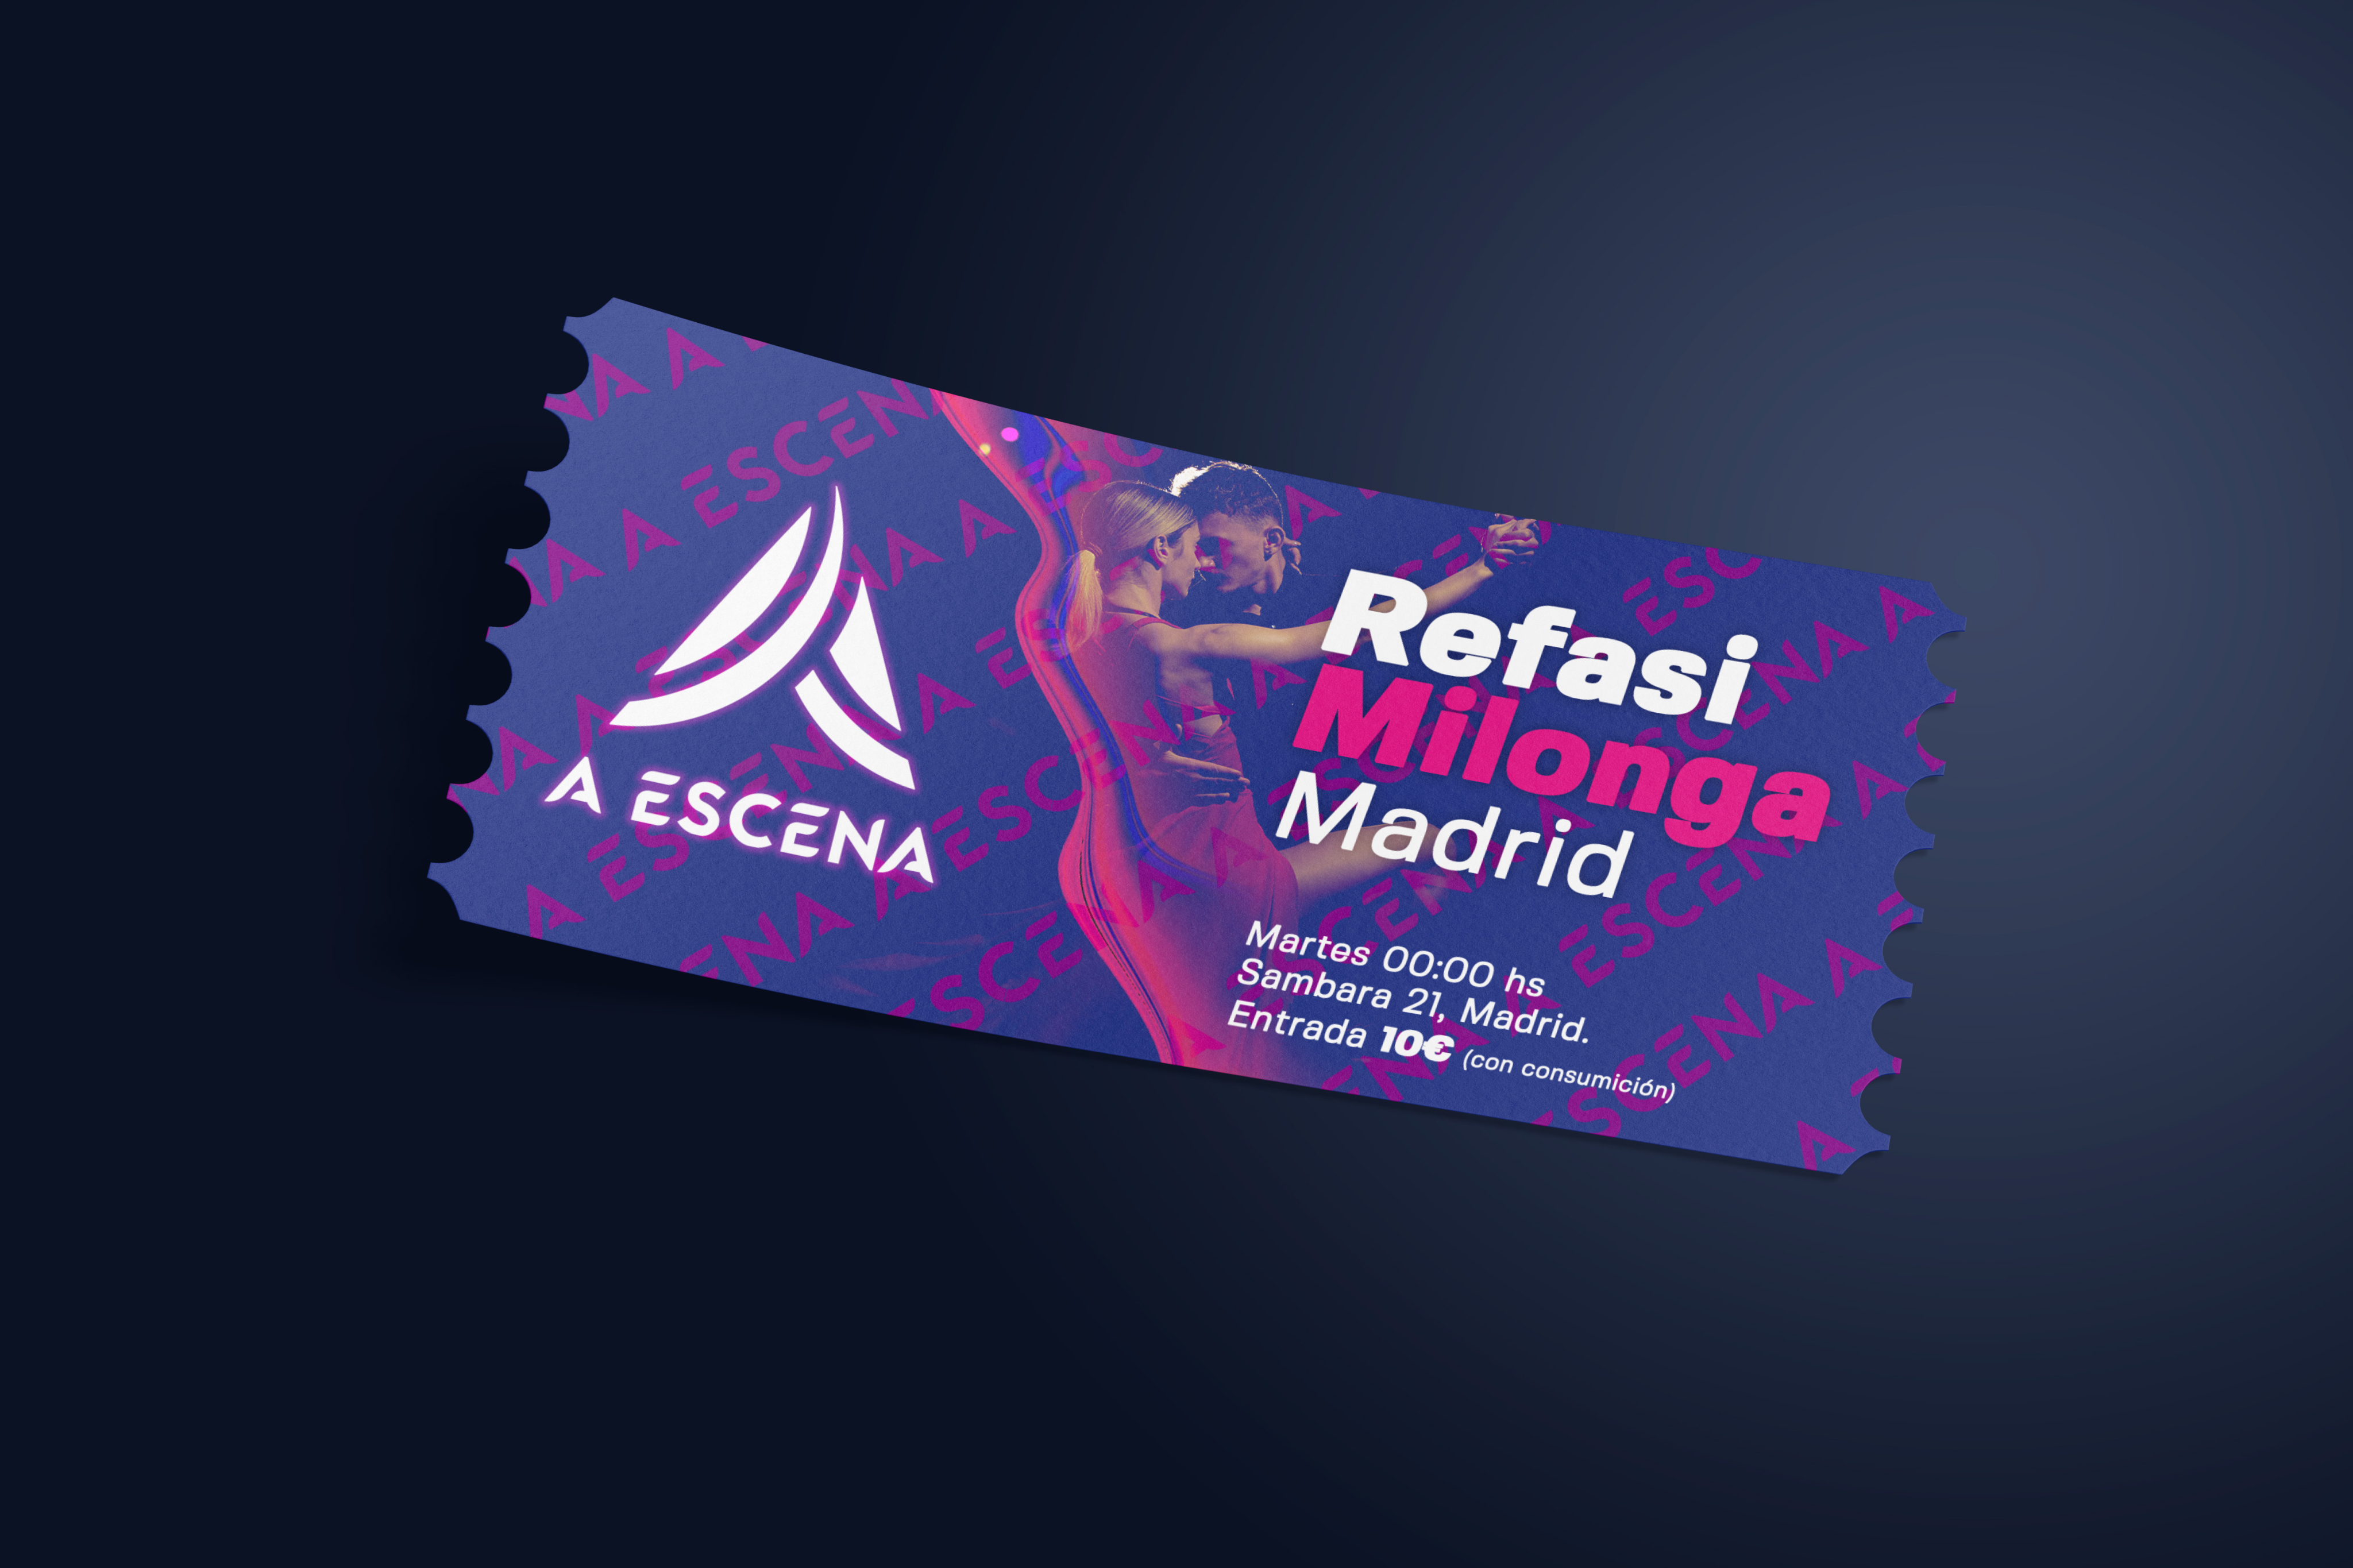 A ESCENA
Refasi
Milonga
Madrid
Martes 00:00 hs
Sambara 21, Madrid.
Entrada 10€ (con consumición)